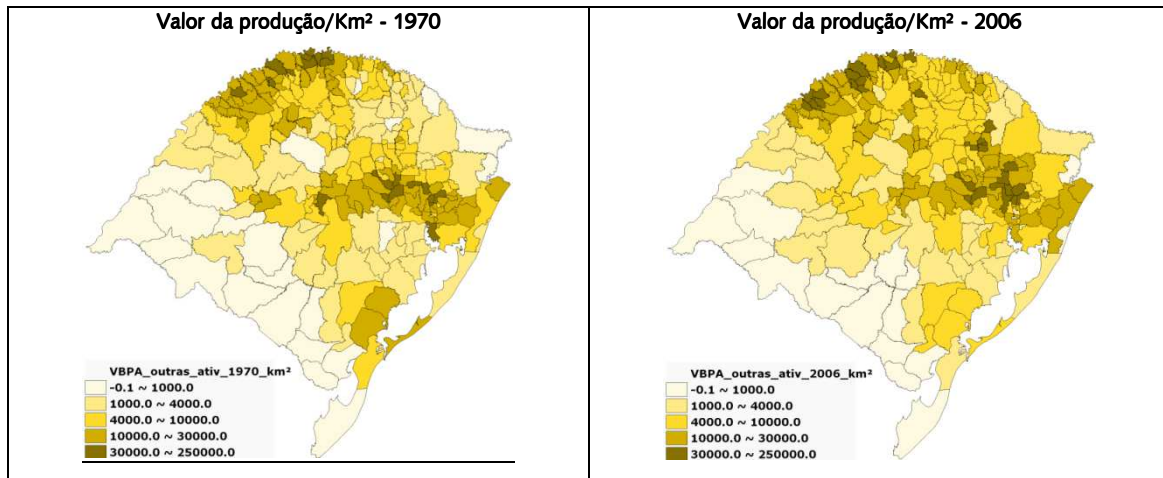 Valor da produção/Km² - 1970
VBPA_outras_ativ_1970_km²
-0.1 ~ 1000.0
1000.0 ~ 4000.0
4000.0 ~ 10000.0
10000.0 ~ 30000.0
30000.0 ~ 250000.0
Valor da produção/Km² - 2006
VBPA_outras_ativ_2006_km²
-0.1 ~ 1000.0
1000.0 ~ 4000.0
4000.0 ~ 10000.0
10000.0 ~ 30000.0
30000.0 ~ 250000.0